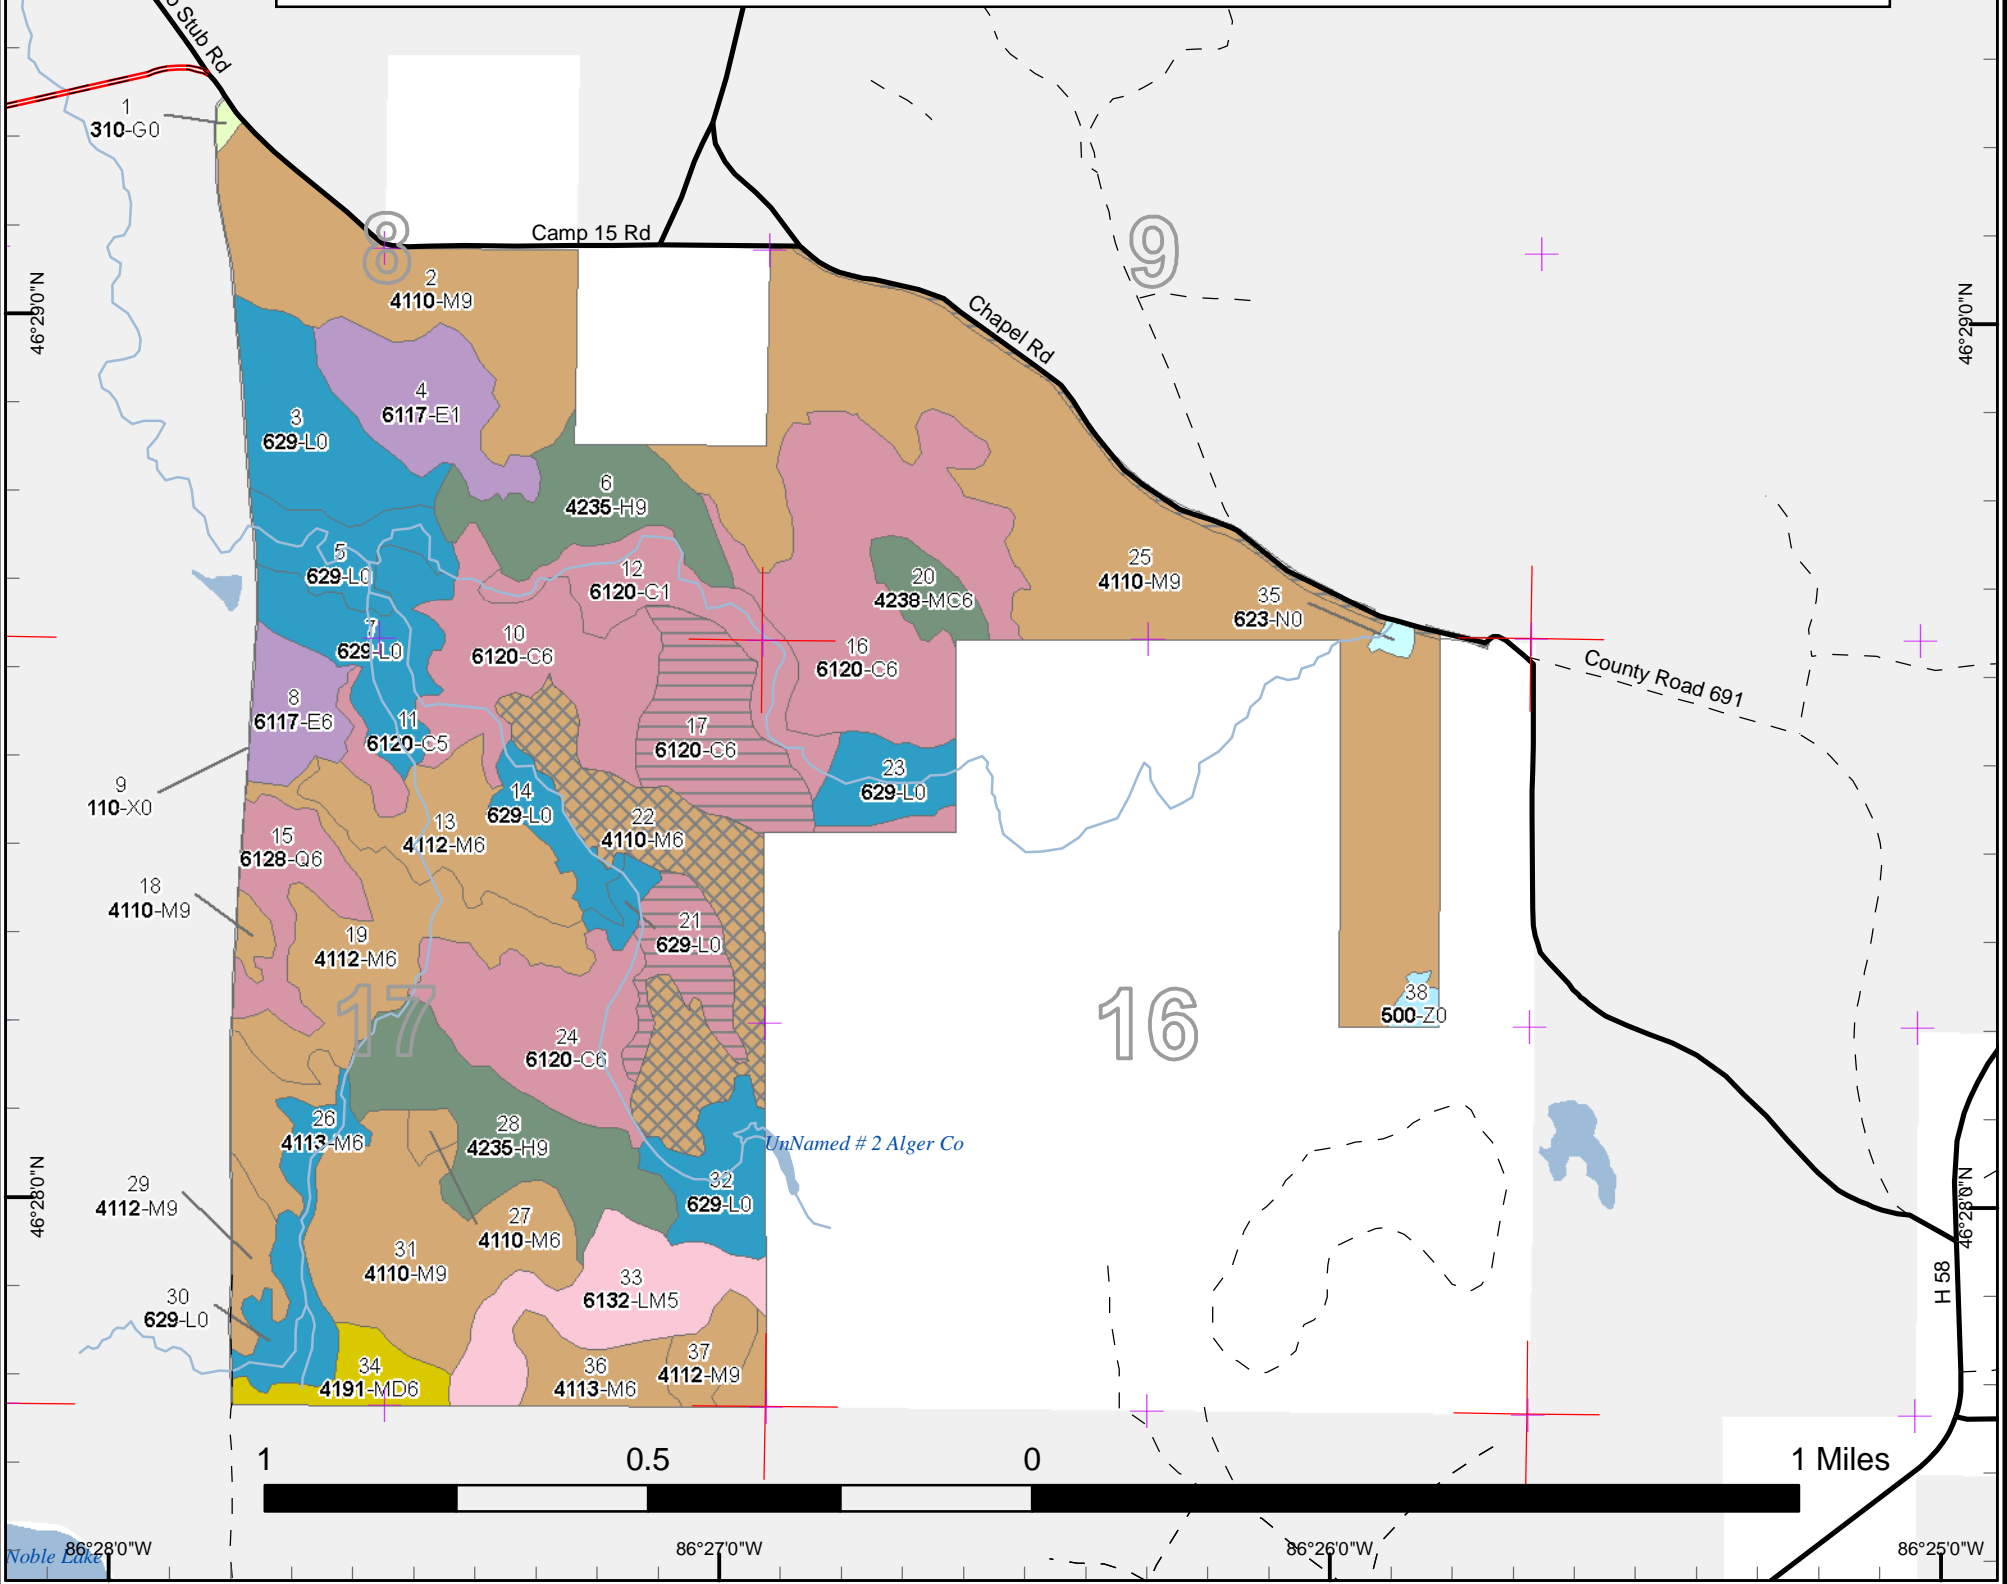 o Stub Rd
1
310-G0
Camp 15 Rd
8
8
9
2
4110-M9
46°29'0"N
46°29'0"N
Chapel Rd
4
6117-E1
3
629-L0
6
4235-H9
5
629-L0
12
6120-C1
20
4238-MC6
25
4110-M9
35
623-N0
7
629-L0
10
6120-C6
16
6120-C6
County Road 691
8
6117-E6
11
6120-C5
17
6120-C6
9
110-X0
14
629-L0
23
629-L0
13
4112-M6
22
4110-M6
15
6128-Q6
18
4110-M9
19
4112-M6
21
629-L0
17
16
38
500-Z0
24
6120-C6
26
4113-M6
28
4235-H9
UnNamed # 2 Alger Co
29
4112-M9
32
629-L0
46°28'0"N
46°28'0"N
27
4110-M6
31
4110-M9
33
6132-LM5
H 58
30
629-L0
34
4191-MD6
36
4113-M6
37
4112-M9
1 0.5 0 1 Miles
Noble Lake
86°28'0"W 86°27'0"W 86°26'0"W 86°25'0"W